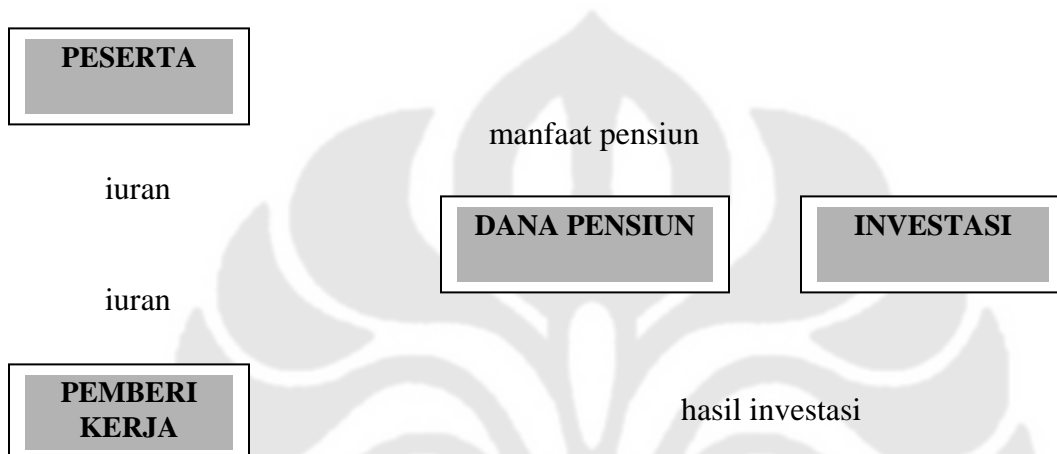 PESERTA
manfaat pensiun
iuran
DANA PENSIUN
INVESTASI
iuran
PEMBERI
KERJA
hasil investasi